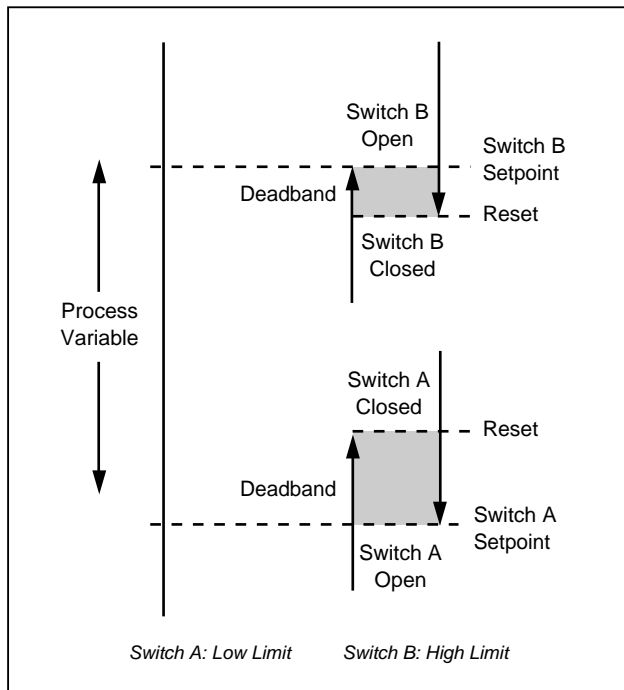 Switch B
Open
Switch B
Setpoint
Deadband
Reset
Switch B
Closed
Process
Variable
Switch A
Closed
Reset
Deadband
Switch A
Setpoint
Switch A
Open
Switch A: Low Limit
Switch B: High Limit